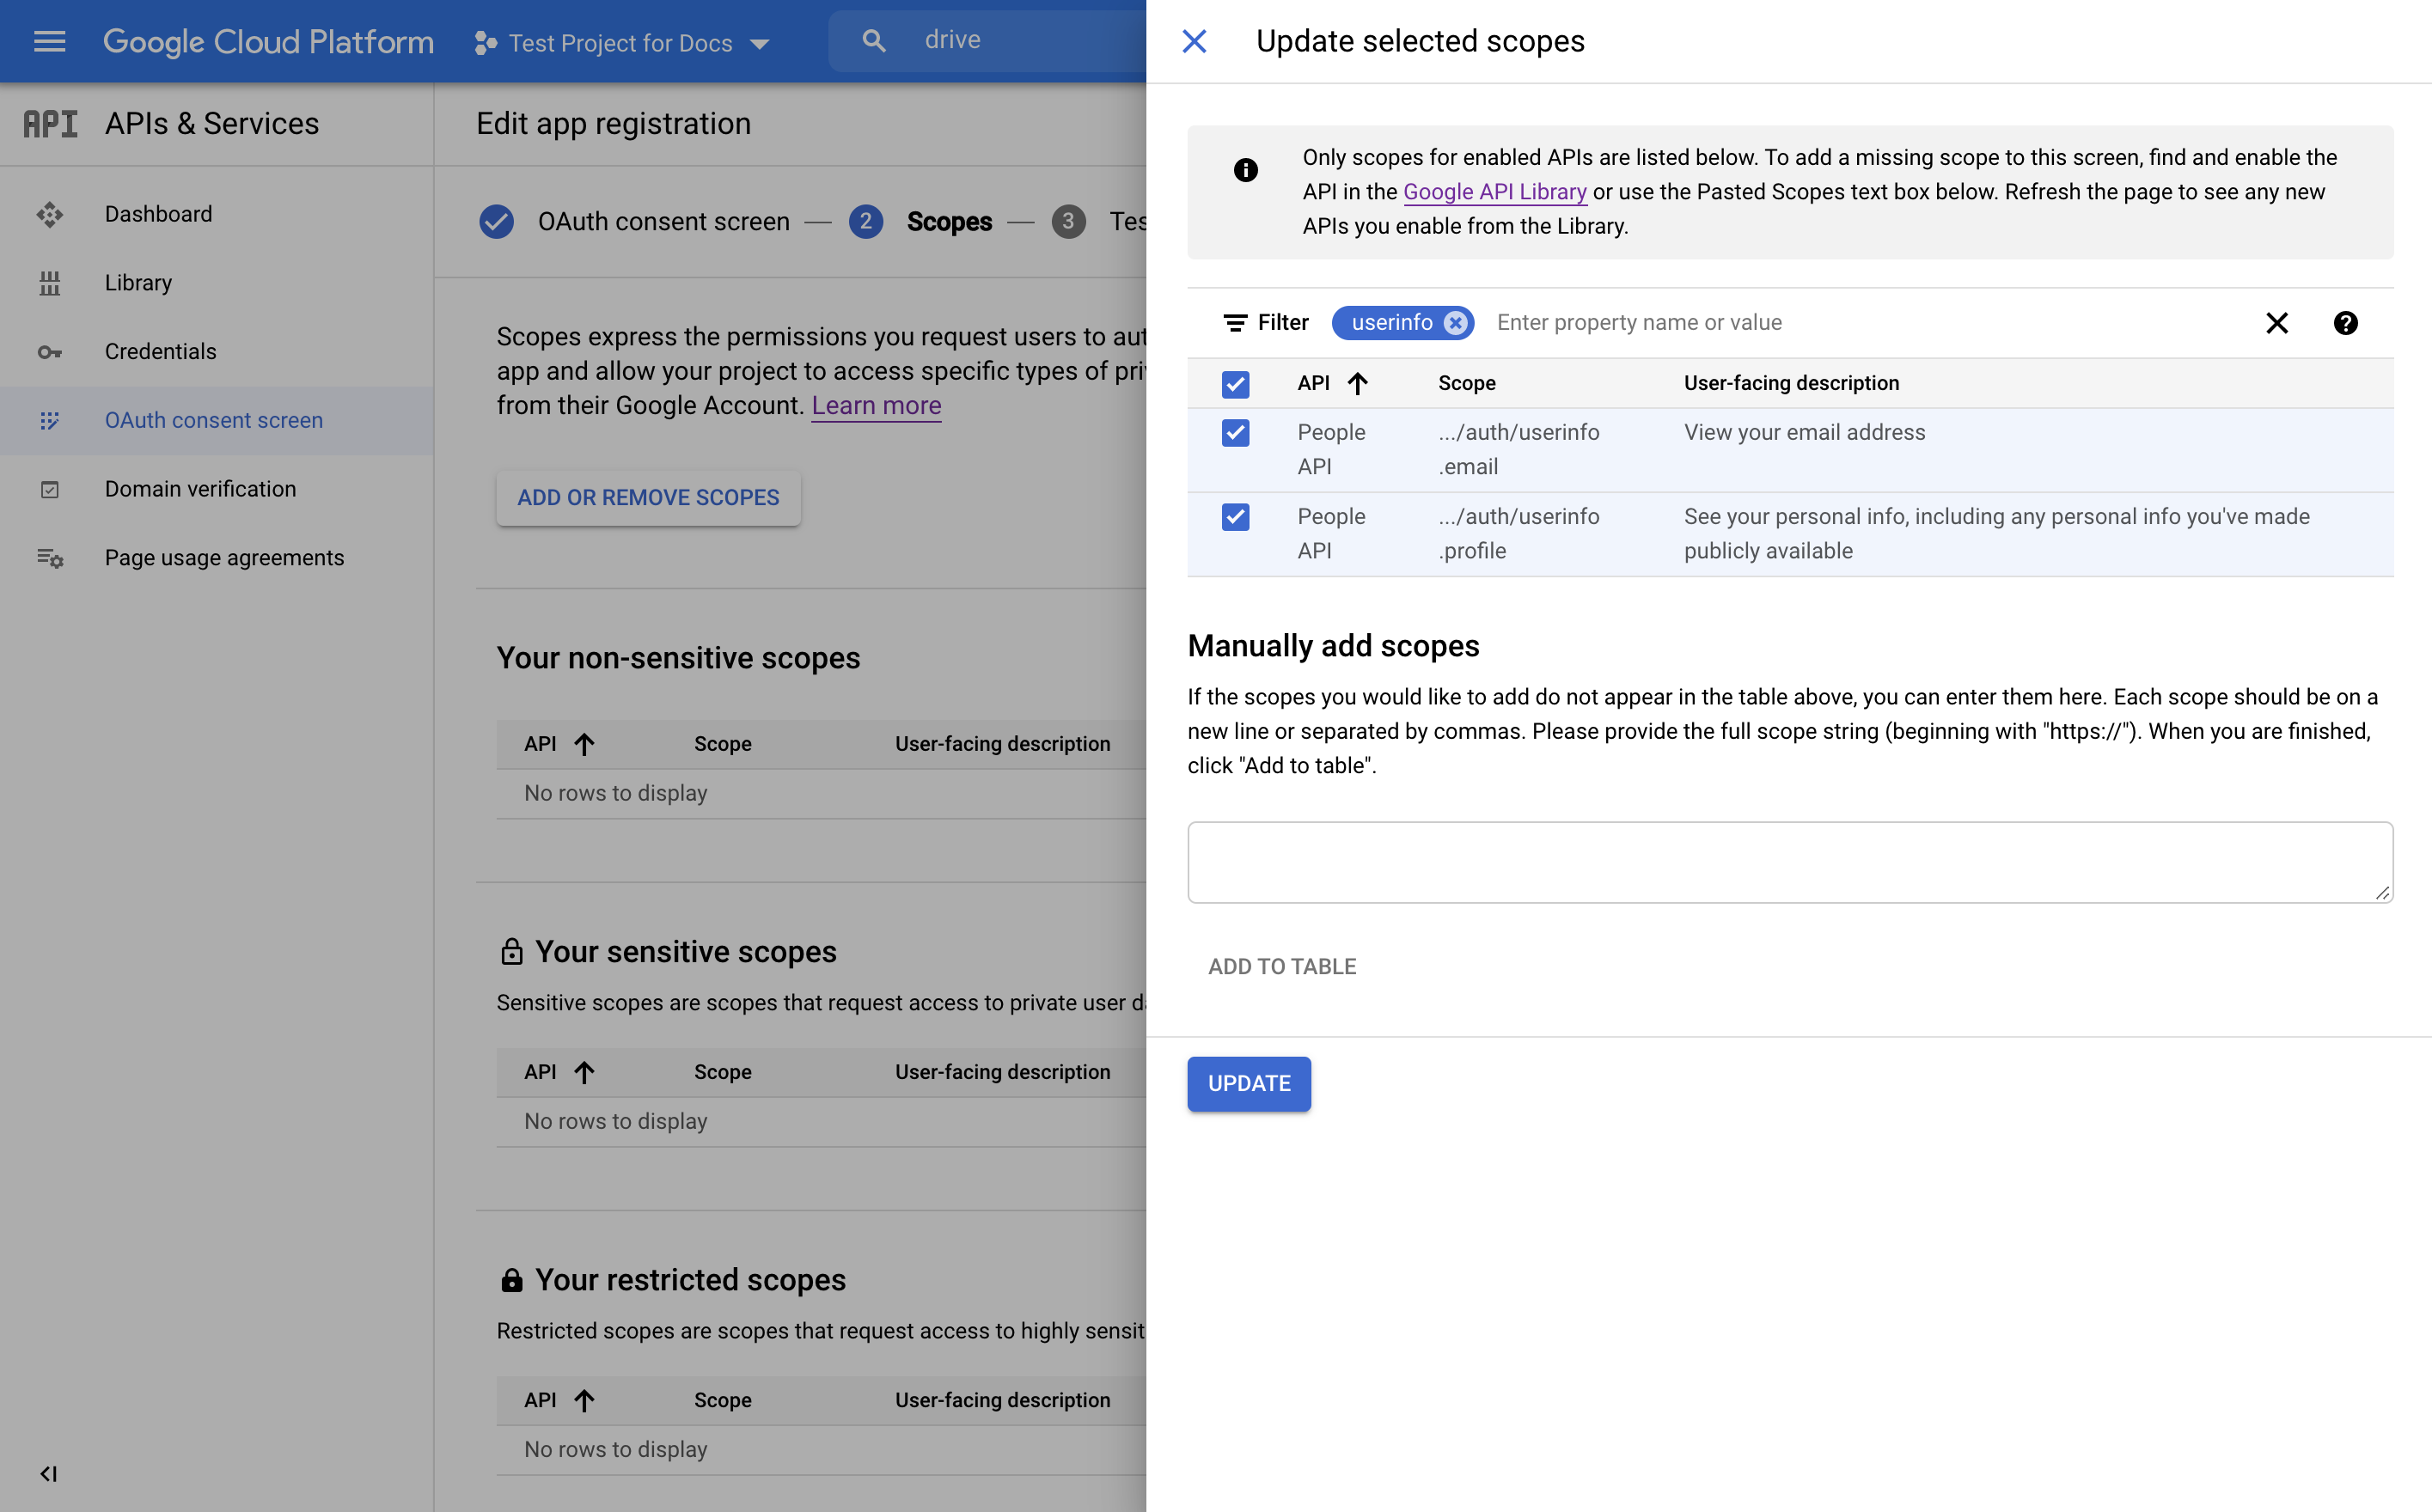 Google Cloud Platform
Test Project for Docs
drive
API
APIs & Services
Dashboard
Library
Credentials
OAuth consent screen
Domain verification
Page usage agreements
Edit app registration
OAuth consent screen — 2 Scopes — 3 Tes
Scopes express the permissions you request users to aut
app and allow your project to access specific types of pri
from their Google Account. Learn more
ADD OR REMOVE SCOPES
Your non-sensitive scopes
API Scope User-facing description
No rows to display
Your sensitive scopes
Sensitive scopes are scopes that request access to private user d
API Scope User-facing description
No rows to display
Your restricted scopes
Restricted scopes are scopes that request access to highly sensit
API Scope User-facing description
No rows to display
Update selected scopes
Only scopes for enabled APIs are listed below. To add a missing scope to this screen, find and enable the
API in the Google API Library or use the Pasted Scopes text box below. Refresh the page to see any new
APIs you enable from the Library.
Filter userinfo Enter property name or value
API Scope User-facing description
People .../auth/userinfo View your email address
API .email
People .../auth/userinfo See your personal info, including any personal info you've made
API .profile publicly available
Manually add scopes
If the scopes you would like to add do not appear in the table above, you can enter them here. Each scope should be on a
new line or separated by commas. Please provide the full scope string (beginning with "https://"). When you are finished,
click "Add to table".
ADD TO TABLE
UPDATE